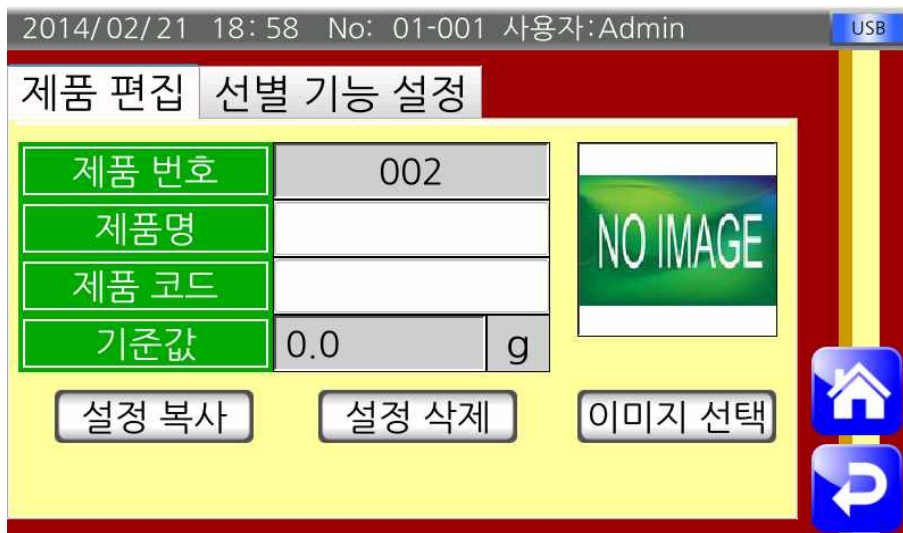 2014/02/21 18:58 No: 01-001 사용자:Admin USB
제품 편집 선별 기능 설정
제품 번호 002
제품명
NO IMAGE
제품 코드
기준값 0.0 g
설정 복사 설정 삭제 이미지 선택